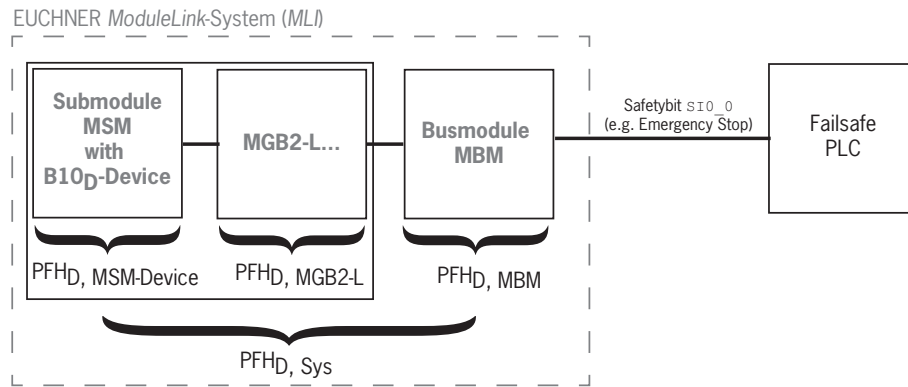 EUCHNER ModuleLink-System (MLI)
Submodule
MSM
with
B10D-Device
MGB2-L...
Busmodule
MBM
Safetybit SI0_0
(e.g. Emergency Stop)
Failsafe
PLC
PFHD, MSM-Device
PFHD, MGB2-L
PFHD, MBM
PFHD, Sys